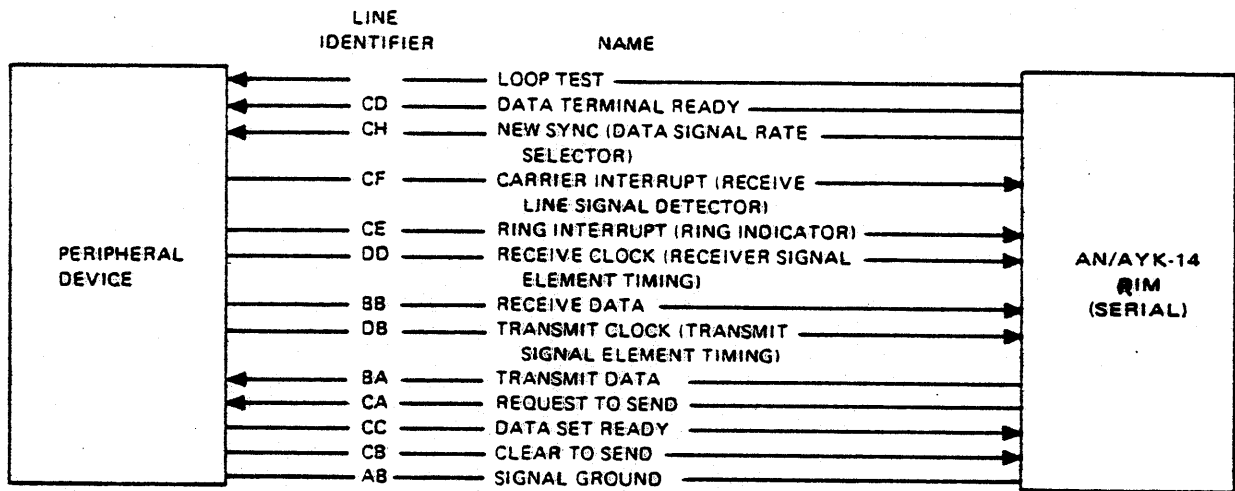 LINE
IDENTIFIER NAME
LOOP TEST
CD DATA TERMINAL READY
CH NEW SYNC (DATA SIGNAL RATE
SELECTOR)
CF CARRIER INTERRUPT (RECEIVE
LINE SIGNAL DETECTOR)
CE RING INTERRUPT (RING INDICATOR)
DD RECEIVE CLOCK (RECEIVER SIGNAL
ELEMENT TIMING)
BB RECEIVE DATA
DB TRANSMIT CLOCK (TRANSMIT
SIGNAL ELEMENT TIMING)
BA TRANSMIT DATA
CA REQUEST TO SEND
CC DATA SET READY
CB CLEAR TO SEND
AB SIGNAL GROUND
PERIPHERAL
DEVICE
AN/AYK-14
RIM
(SERIAL)